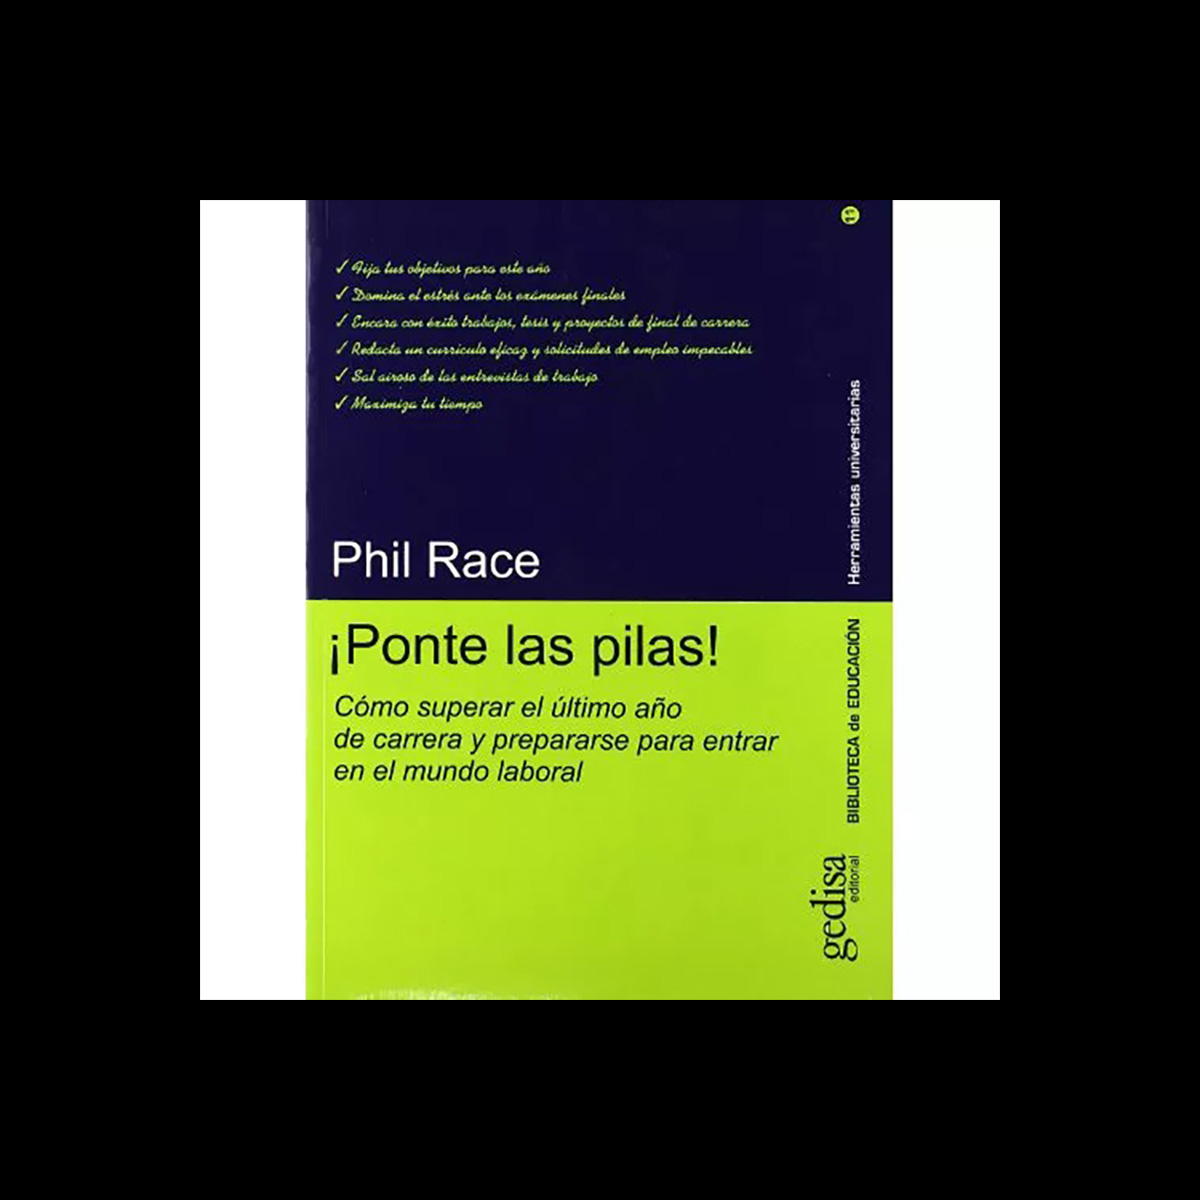 11
✓ Fija tus objetivos para este año
✓ Domina el estrés ante los exámenes finales
✓ Encara con éxito trabajos, tesis y proyectos de final de carrera
✓ Redacta un currículo eficaz y solicitudes de empleo impecables
✓ Sal airoso de las entrevistas de trabajo
✓ Maximiza tu tiempo
Phil Race
¡Ponte las pilas!
Cómo superar el último año
de carrera y prepararse para entrar
en el mundo laboral
Herramientas universitarias
BIBLIOTECA de EDUCACIÓN
gedisa
editorial